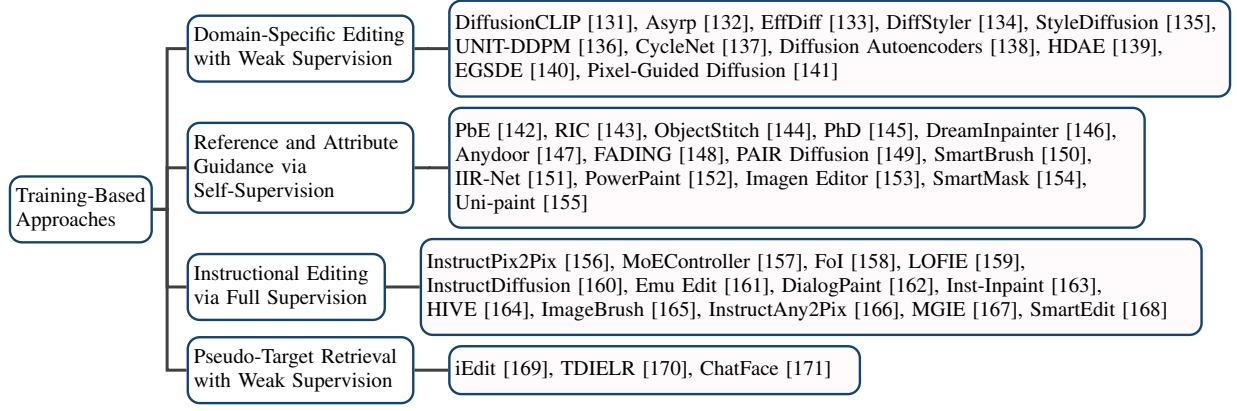 Training-Based
Approaches
Domain-Specific Editing
with Weak Supervision
DiffusionCLIP [131], Asyrp [132], EffDiff [133], DiffStyler [134], StyleDiffusion [135],
UNIT-DDPM [136], CycleNet [137], Diffusion Autoencoders [138], HDAE [139],
EGSDE [140], Pixel-Guided Diffusion [141]
Reference and Attribute
Guidance via
Self-Supervision
PbE [142], RIC [143], ObjectStitch [144], PhD [145], DreamInpainter [146],
Anydoor [147], FADING [148], PAIR Diffusion [149], SmartBrush [150],
IIR-Net [151], PowerPaint [152], Imagen Editor [153], SmartMask [154],
Uni-paint [155]
Instructional Editing
via Full Supervision
InstructPix2Pix [156], MoEController [157], FoI [158], LOFIE [159],
InstructDiffusion [160], Emu Edit [161], DialogPaint [162], Inst-Inpaint [163],
HIVE [164], ImageBrush [165], InstructAny2Pix [166], MGIE [167], SmartEdit [168]
Pseudo-Target Retrieval
with Weak Supervision
iEdit [169], TDIELR [170], ChatFace [171]